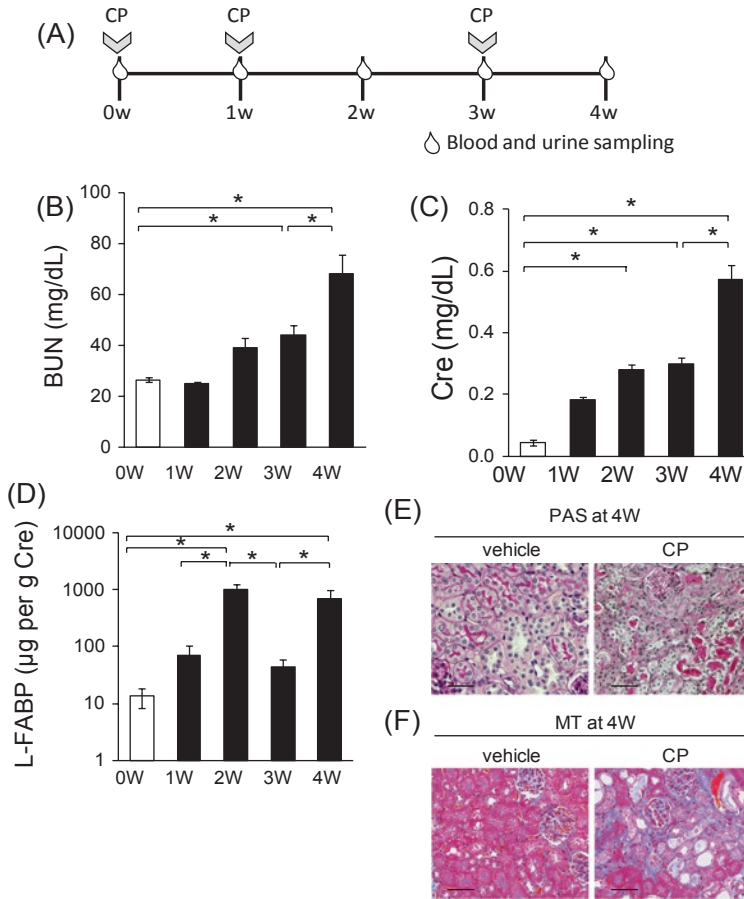 (A)
CP CP CP
0w 1w 2w 3w 4w
Blood and urine sampling
(B)
BUN (mg/dL)
100
80
60
40
20
0
* * *
0W 1W 2W 3W 4W
(C)
Cre (mg/dL)
0.8
0.6
0.4
0.2
0.0
*
* *
*
0W 1W 2W 3W 4W
(D)
L-FABP (µg per g Cre)
10000
1000
100
10
1
*
*
* * *
0W 1W 2W 3W 4W
(E)
PAS at 4W
vehicle CP
(F)
MT at 4W
vehicle CP